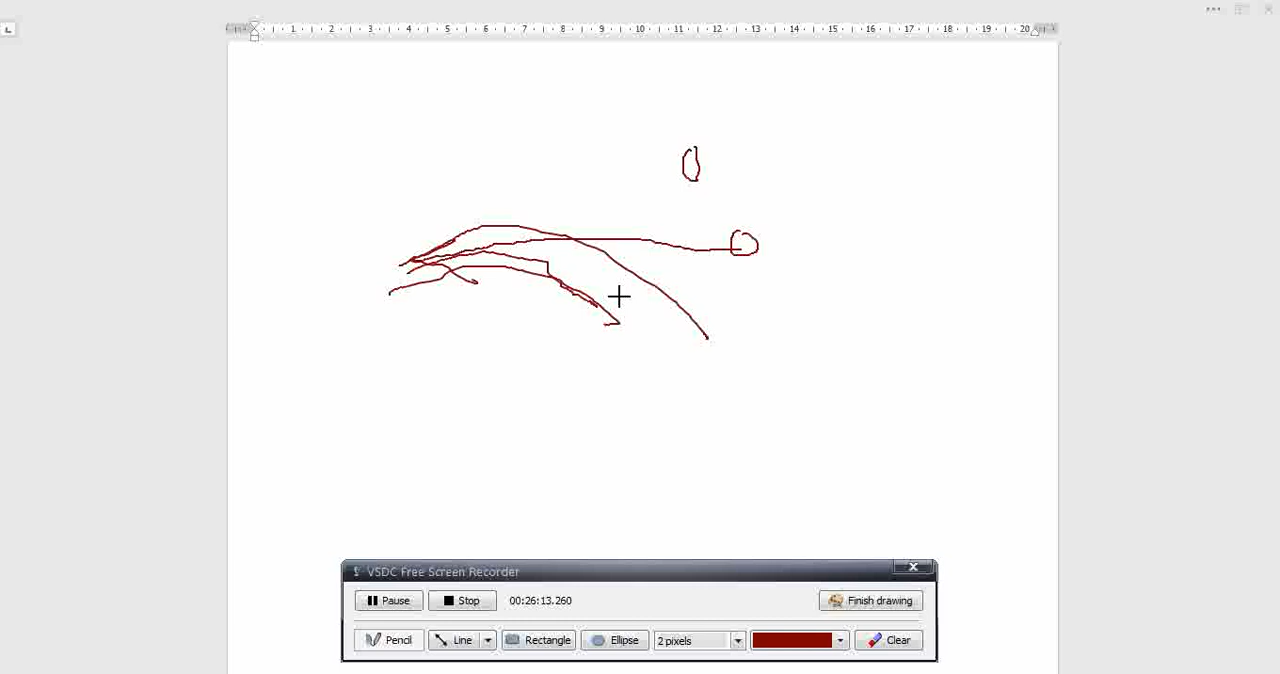 1 2 3 4 5 6 7 8 9 10 11 12 13 14 15 16 17 18 19 20
0
VSDC Free Screen Recorder
Pause Stop 00:26:13.260 Finish drawing
Pencil Line Rectangle Ellipse 2 pixels Clear